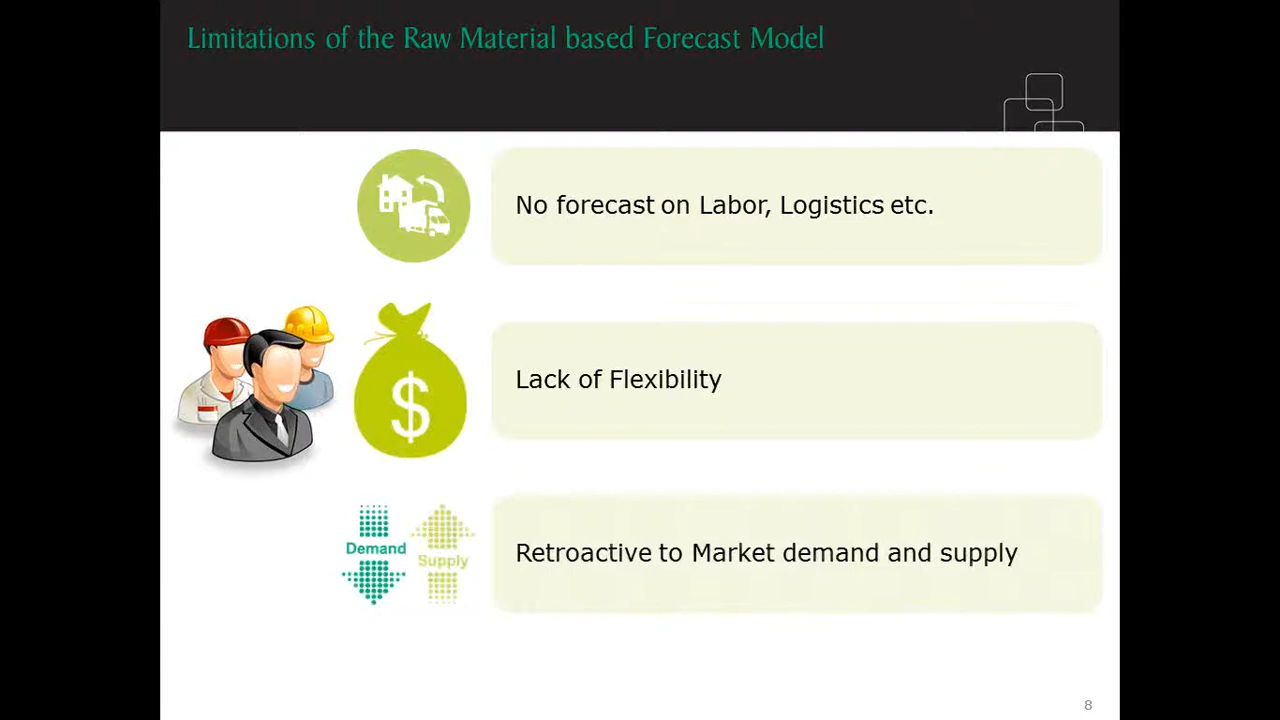 Limitations of the Raw Material based Forecast Model
No forecast on Labor, Logistics etc.
$
Lack of Flexibility
Demand
Supply
Retroactive to Market demand and supply
8